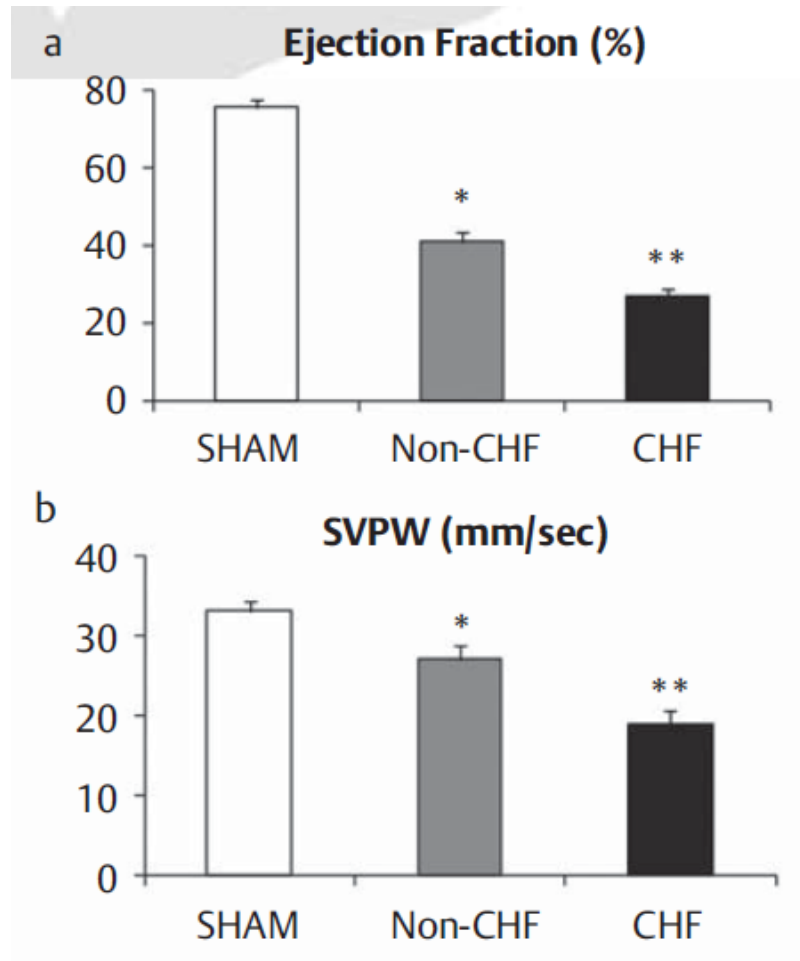 a
Ejection Fraction (%)
80
60
40
20
0
*
**
SHAM Non-CHF CHF
b
SVPW (mm/sec)
40
30
20
10
0
*
**
SHAM Non-CHF CHF